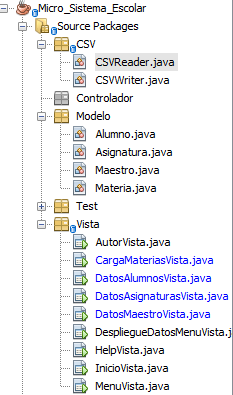 Micro_Sistema_Escolar
Source Packages
CSV
CSVReader.java
CSVWriter.java
Controlador
Modelo
Alumno.java
Asignatura.java
Maestro.java
Materia.java
Test
Vista
AutorVista.java
CargaMateriasVista.java
DatosAlumnosVista.java
DatosAsignaturasVista.java
DatosMaestroVista.java
DespliegueDatosMenuVista.j
HelpVista.java
InicioVista.java
MenuVista.java